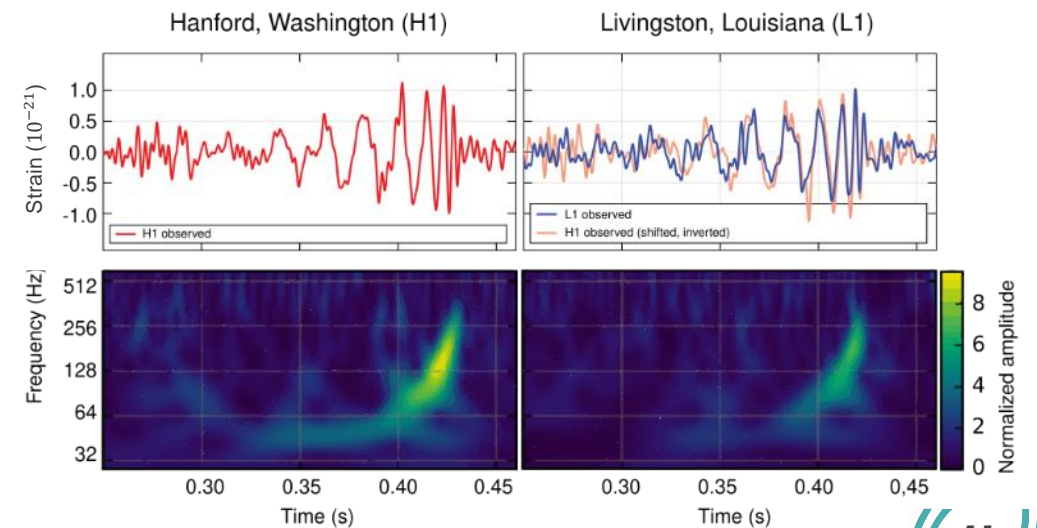 Hanford, Washington (H1)
Livingston, Louisiana (L1)
Strain (10⁻²¹)
1.0
0.5
0.0
-0.5
-1.0
H1 observed
L1 observed
H1 observed (shifted, inverted)
Frequency (Hz)
512
256
128
64
32
0.30
0.35
0.40
0.45
Time (s)
0.30
0.35
0.40
0,45
Time (s)
8
6
4
2
0
Normalized amplitude